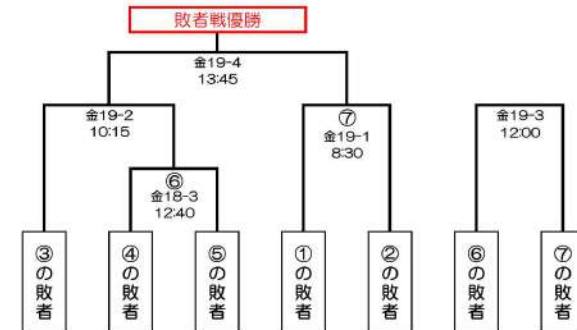 敗者戦優勝
金19-4
13:45
金19-2
10:15
⑦
金19-1
8:30
金19-3
12:00
⑥
金18-3
12:40
③の敗者
④の敗者
⑤の敗者
①の敗者
②の敗者
⑥の敗者
⑦の敗者